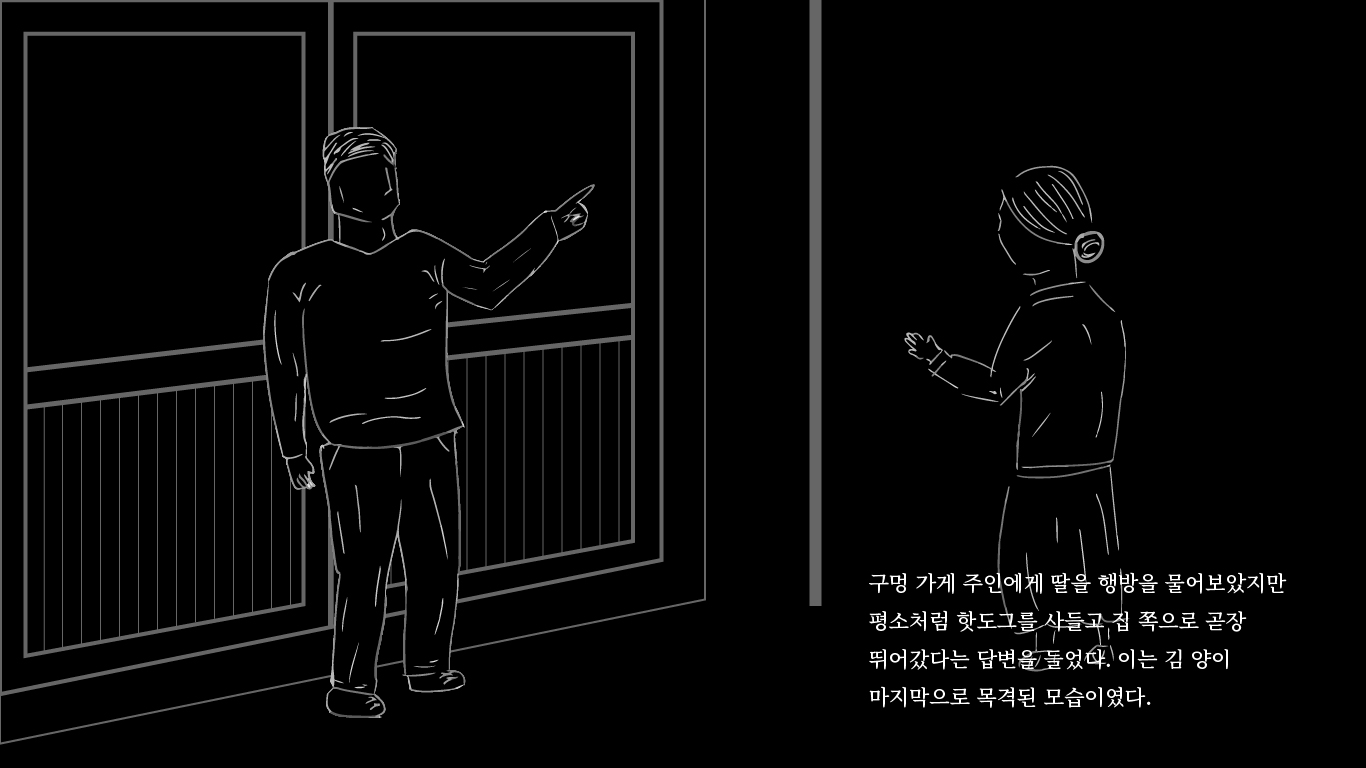 구멍 가게 주인에게 딸을 행방을 물어보았지만
평소처럼 핫도그를 사들고 집 쪽으로 곧장
뛰어갔다는 답변을 들었다. 이는 김 양이
마지막으로 목격된 모습이였다.